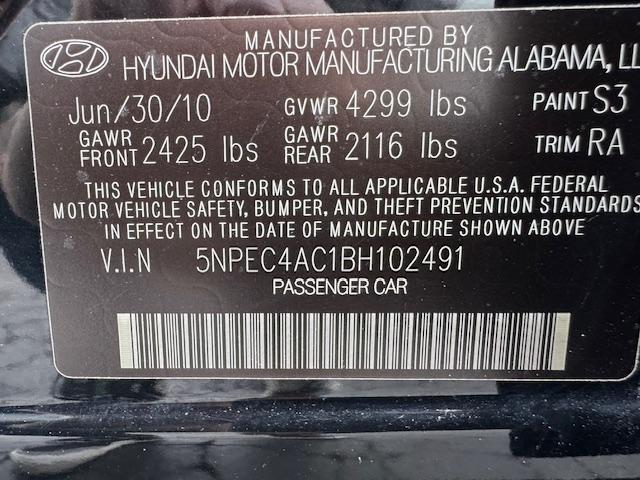 MANUFACTURED BY
HYUNDAI MOTOR MANUFACTURING ALABAMA, LL
Jun/30/10 GVWR 4299 lbs PAINT S3
GAWR FRONT 2425 lbs GAWR REAR 2116 lbs TRIM RA
THIS VEHICLE CONFORMS TO ALL APPLICABLE U.S.A. FEDERAL
MOTOR VEHICLE SAFETY, BUMPER, AND THEFT PREVENTION STANDARDS
IN EFFECT ON THE DATE OF MANUFACTURE SHOWN ABOVE
V.I.N 5NPEC4AC1BH102491
PASSENGER CAR